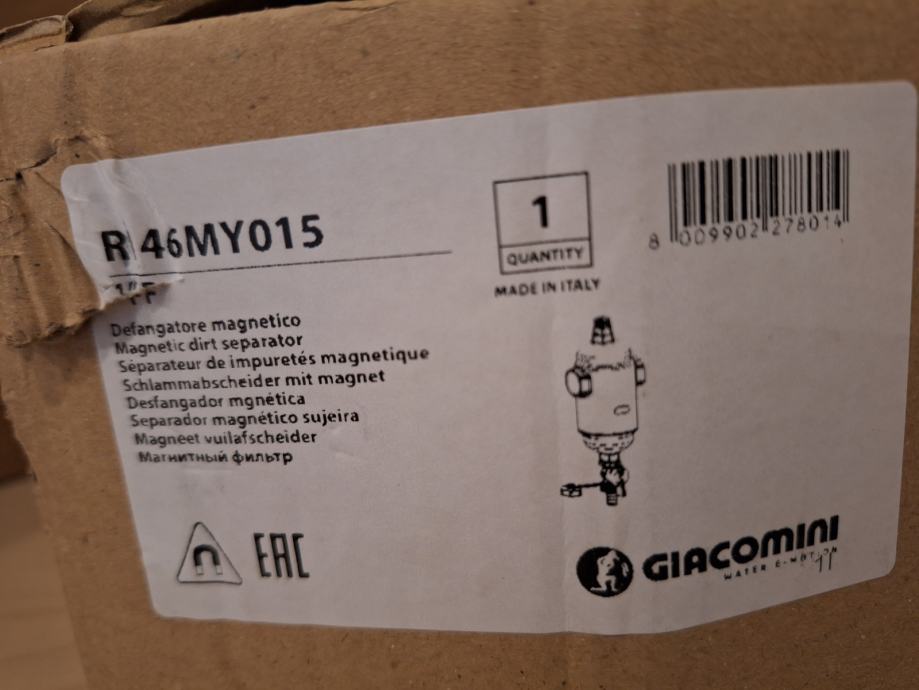 R146MY015
1"F
Defangatore magnetico
Magnetic dirt separator
Séparateur de impuretés magnetique
Schlammabscheider mit magnet
Desfangador mgnética
Separador magnético sujeira
Magneet vuilafscheider
Магнитный фильтр
EAC
1
QUANTITY
MADE IN ITALY
8 009902 278014
GIACOMINI
WATER E-MOTION